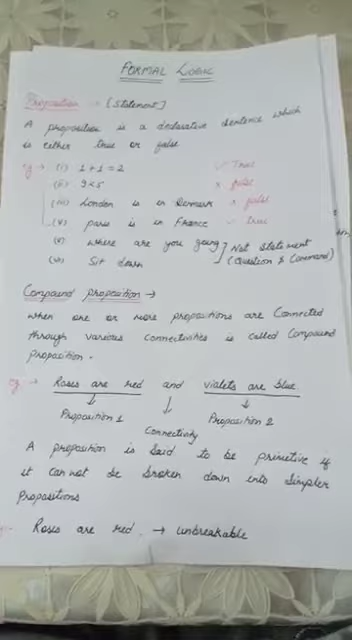 FORMAL LOGIC
Proposition → (Statement)
A proposition is a declarative sentence which
is either true or false
eg → (i) 1+1=2 ✓ True
(ii) 9<5 × false
(iii) London is in Denmark × false
(v) paris is in France ✓ true
(v) where are you going ] Not Statement
(vi) Sit down (Question & Command)
Compound proposition →
when one or more propositions are Connected
through various connectivities is called Compound
proposition.
eg → Roses are red and vialets are blue
↓ ↓ ↓
Proposition 1 Connectivity Proposition 2
A proposition is Said to be primitive if
it can not be broken down into Simpler
Propositions
Roses are red. → unbreakable